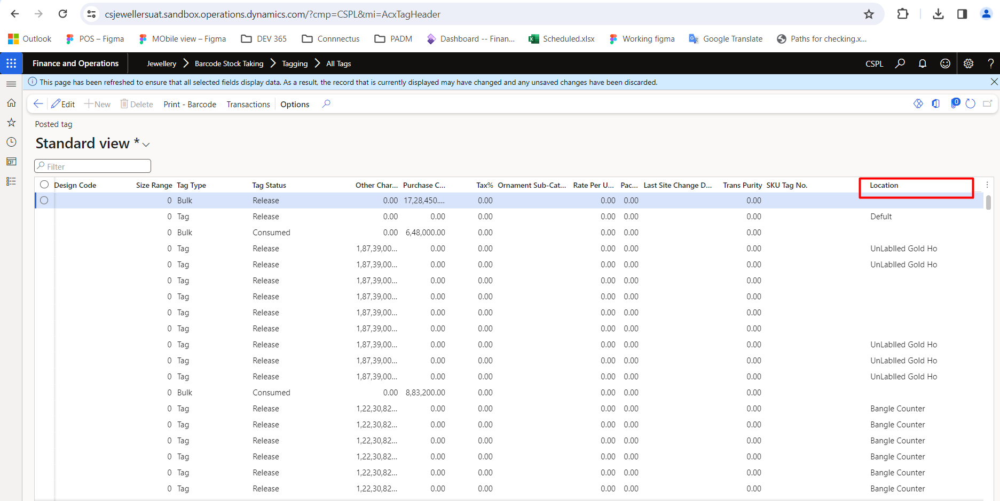 csjewellersuat.sandbox.operations.dynamics.com/?cmp=CSPL&mi=AcxTagHeader
Outlook POS – Figma MObile view – Figma DEV 365 Connnectus PADM Dashboard -- Finan... Scheduled.xlsx Working figma Google Translate Paths for checking.x...
Finance and Operations Jewellery Barcode Stock Taking Tagging All Tags CSPL ?
This page has been refreshed to ensure that all selected fields display data. As a result, the record that is currently displayed may have changed and any unsaved changes have been discarded.
Edit New Delete Print - Barcode Transactions Options 0
Posted tag
Standard view *
Filter
Design Code Size Range Tag Type Tag Status Other Char... Purchase C... Tax% Ornament Sub-Cat... Rate Per U... Pac... Last Site Change D... Trans Purity SKU Tag No. Location
0 Bulk Release 0.00 17,28,450.... 0.00 0.00 0.00 0.00
0 Tag Release 0.00 0.00 0.00 0.00 0.00 0.00 Defult
0 Bulk Consumed 0.00 6,48,000.00 0.00 0.00 0.00 0.00
0 Tag Release 1,87,39,00... 0.00 0.00 0.00 0.00 0.00 UnLablled Gold Ho
0 Tag Release 1,87,39,00... 0.00 0.00 0.00 0.00 0.00 UnLablled Gold Ho
0 Tag Release 1,87,39,00... 0.00 0.00 0.00 0.00 0.00
0 Tag Release 1,87,39,00... 0.00 0.00 0.00 0.00 0.00
0 Tag Release 1,87,39,00... 0.00 0.00 0.00 0.00 0.00
0 Tag Release 1,87,39,00... 0.00 0.00 0.00 0.00 0.00
0 Tag Release 1,87,39,00... 0.00 0.00 0.00 0.00 0.00 UnLablled Gold Ho
0 Tag Release 1,87,39,00... 0.00 0.00 0.00 0.00 0.00 UnLablled Gold Ho
0 Tag Release 1,87,39,00... 0.00 0.00 0.00 0.00 0.00 UnLablled Gold Ho
0 Bulk Consumed 0.00 8,83,200.00 0.00 0.00 0.00 0.00
0 Tag Release 1,22,30,82... 0.00 0.00 0.00 0.00 0.00 Bangle Counter
0 Tag Release 1,22,30,82... 0.00 0.00 0.00 0.00 0.00 Bangle Counter
0 Tag Release 1,22,30,82... 0.00 0.00 0.00 0.00 0.00 Bangle Counter
0 Tag Release 1,22,30,82... 0.00 0.00 0.00 0.00 0.00 Bangle Counter
0 Tag Release 1,22,30,82... 0.00 0.00 0.00 0.00 0.00 Bangle Counter
0 Tag Release 1,22,30,82... 0.00 0.00 0.00 0.00 0.00 Bangle Counter